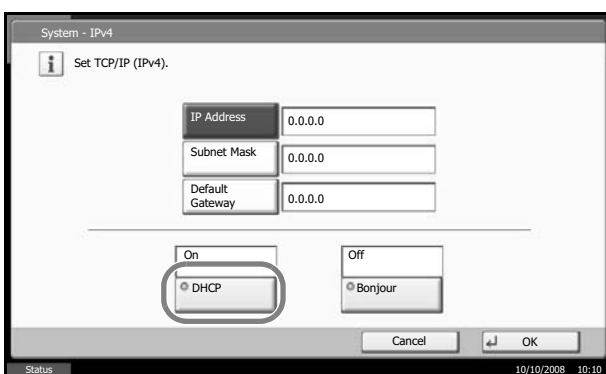 System - IPv4
i Set TCP/IP (IPv4).
IP Address 0.0.0.0
Subnet Mask 0.0.0.0
Default
Gateway 0.0.0.0
On Off
DHCP Bonjour
Cancel OK
Status 10/10/2008 10:10